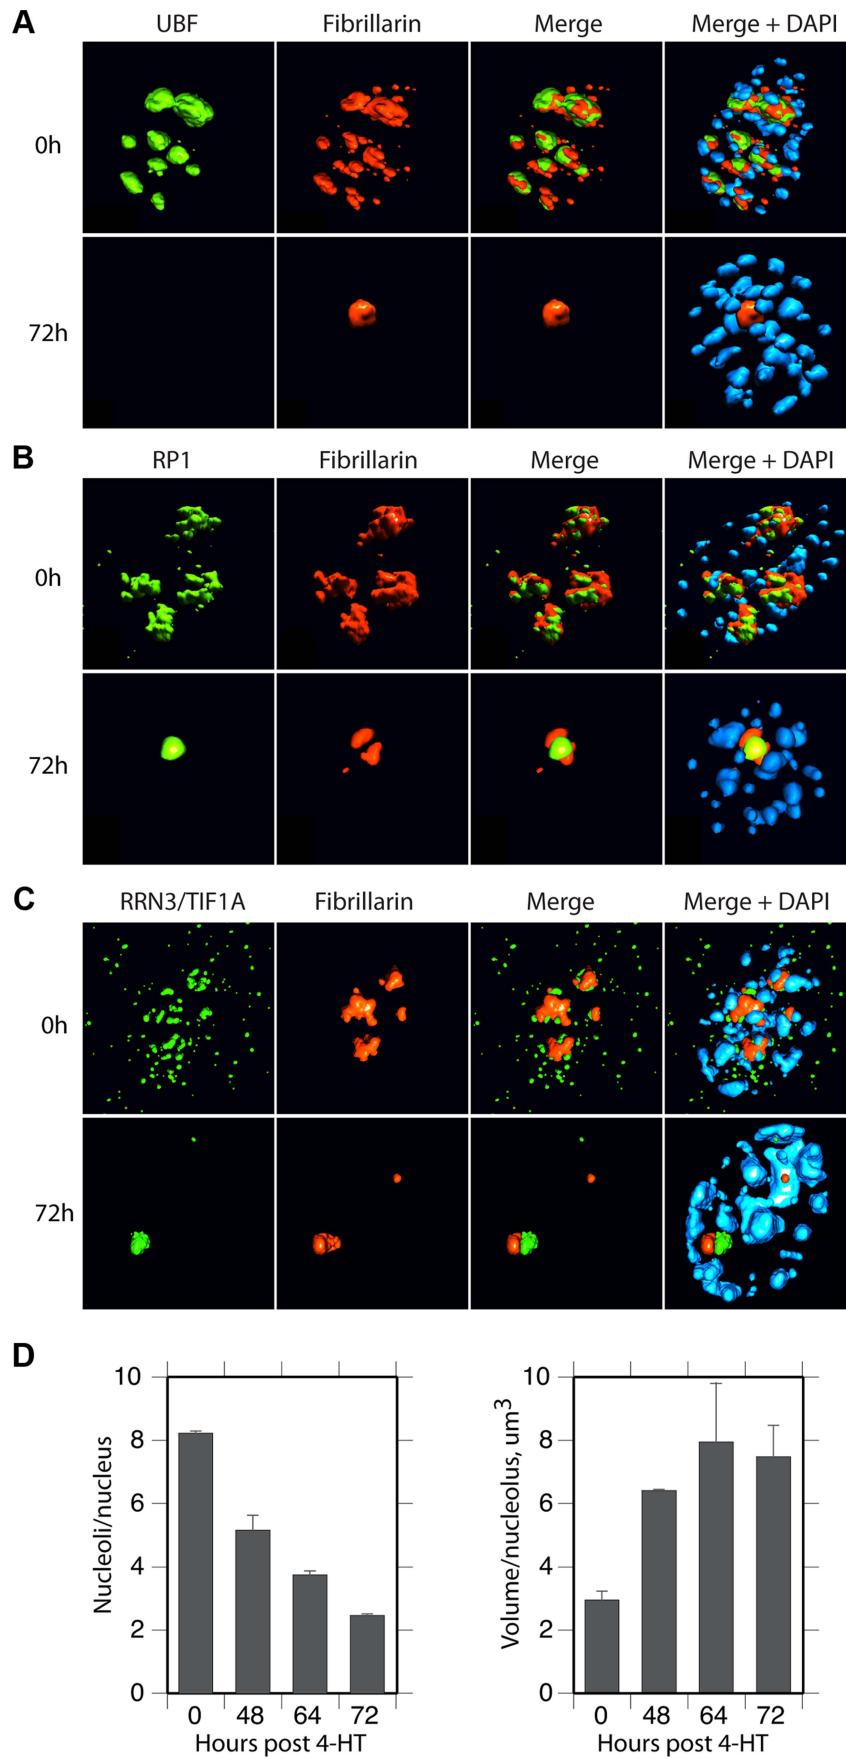 A
UBF Fibrillarin Merge Merge + DAPI
0h
72h
B
RP1 Fibrillarin Merge Merge + DAPI
0h
72h
C
RRN3/TIF1A Fibrillarin Merge Merge + DAPI
0h
72h
D
Nucleoli/nucleus
10
8
6
4
2
0
0 48 64 72
Hours post 4-HT
Volume/nucleolus, um3
10
8
6
4
2
0
0 48 64 72
Hours post 4-HT